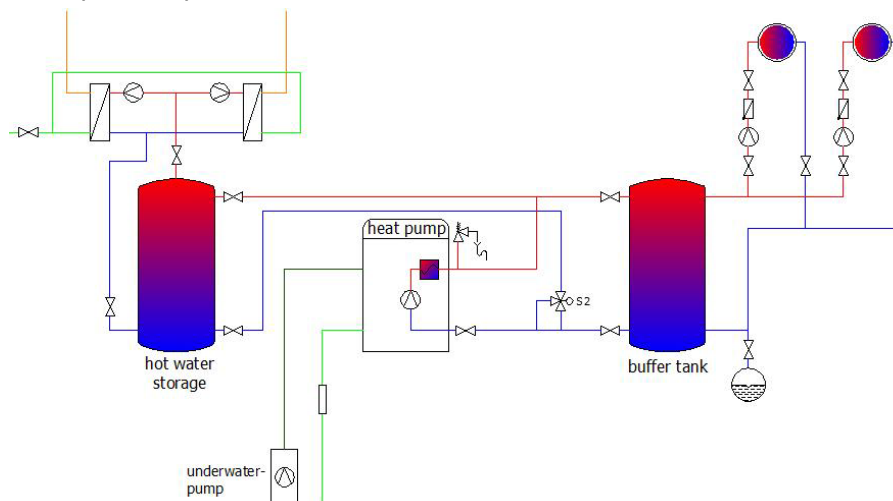 heat pump
S2
hot water
storage
buffer tank
underwater-
pump